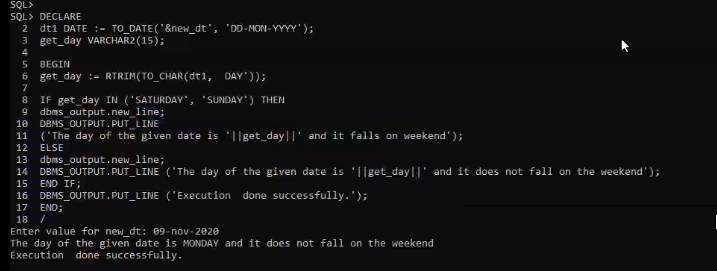 SQL>
SQL> DECLARE
2 dt1 DATE := TO_DATE('&new_dt', 'DD-MON-YYYY');
3 get_day VARCHAR2(15);
4
5 BEGIN
6 get_day := RTRIM(TO_CHAR(dt1, DAY'));
7
8 IF get_day IN ('SATURDAY', 'SUNDAY') THEN
9 dbms_output.new_line;
10 DBMS_OUTPUT.PUT_LINE
11 ('The day of the given date is '||get_day||' and it falls on weekend');
12 ELSE
13 dbms_output.new_line;
14 DBMS_OUTPUT.PUT_LINE ('The day of the given date is '||get_day||' and it does not fall on the weekend');
15 END IF;
16 DBMS_OUTPUT.PUT_LINE ('Execution  done successfully.');
17 END;
18 /
Enter value for new_dt: 09-nov-2020
The day of the given date is MONDAY and it does not fall on the weekend
Execution  done successfully.